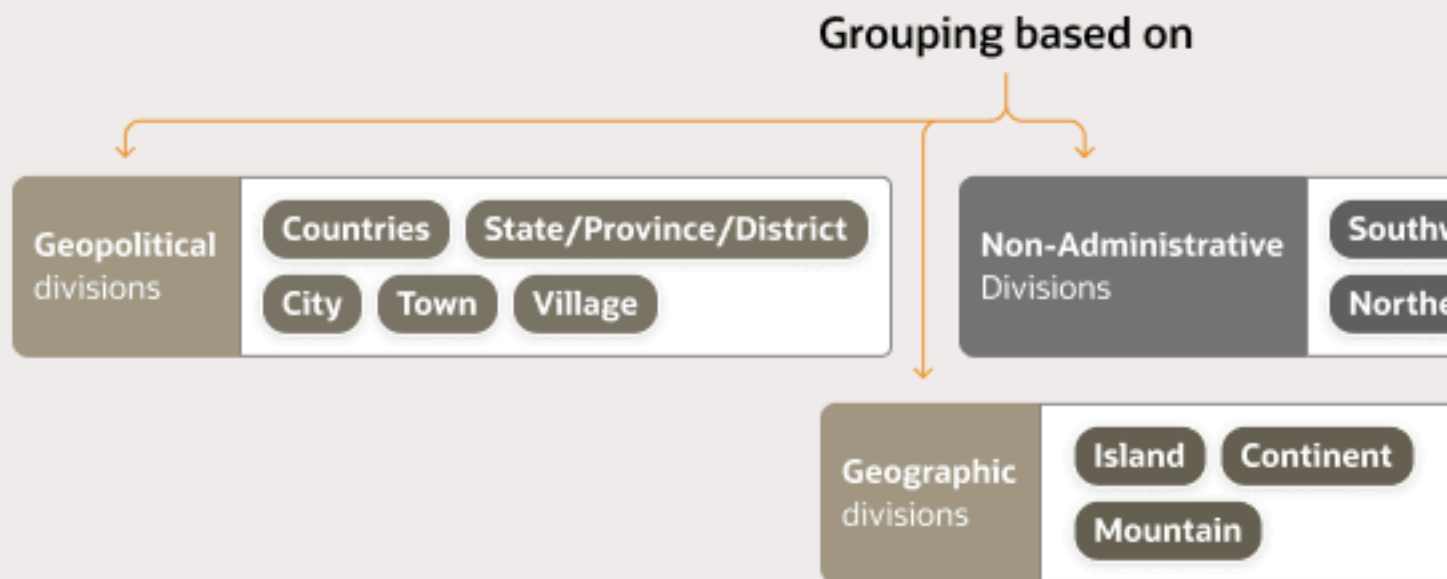 Grouping based on
Geopolitical
divisions
Countries State/Province/District
City Town Village
Non-Administrative
Divisions
Geographic
divisions
Island Continent
Mountain